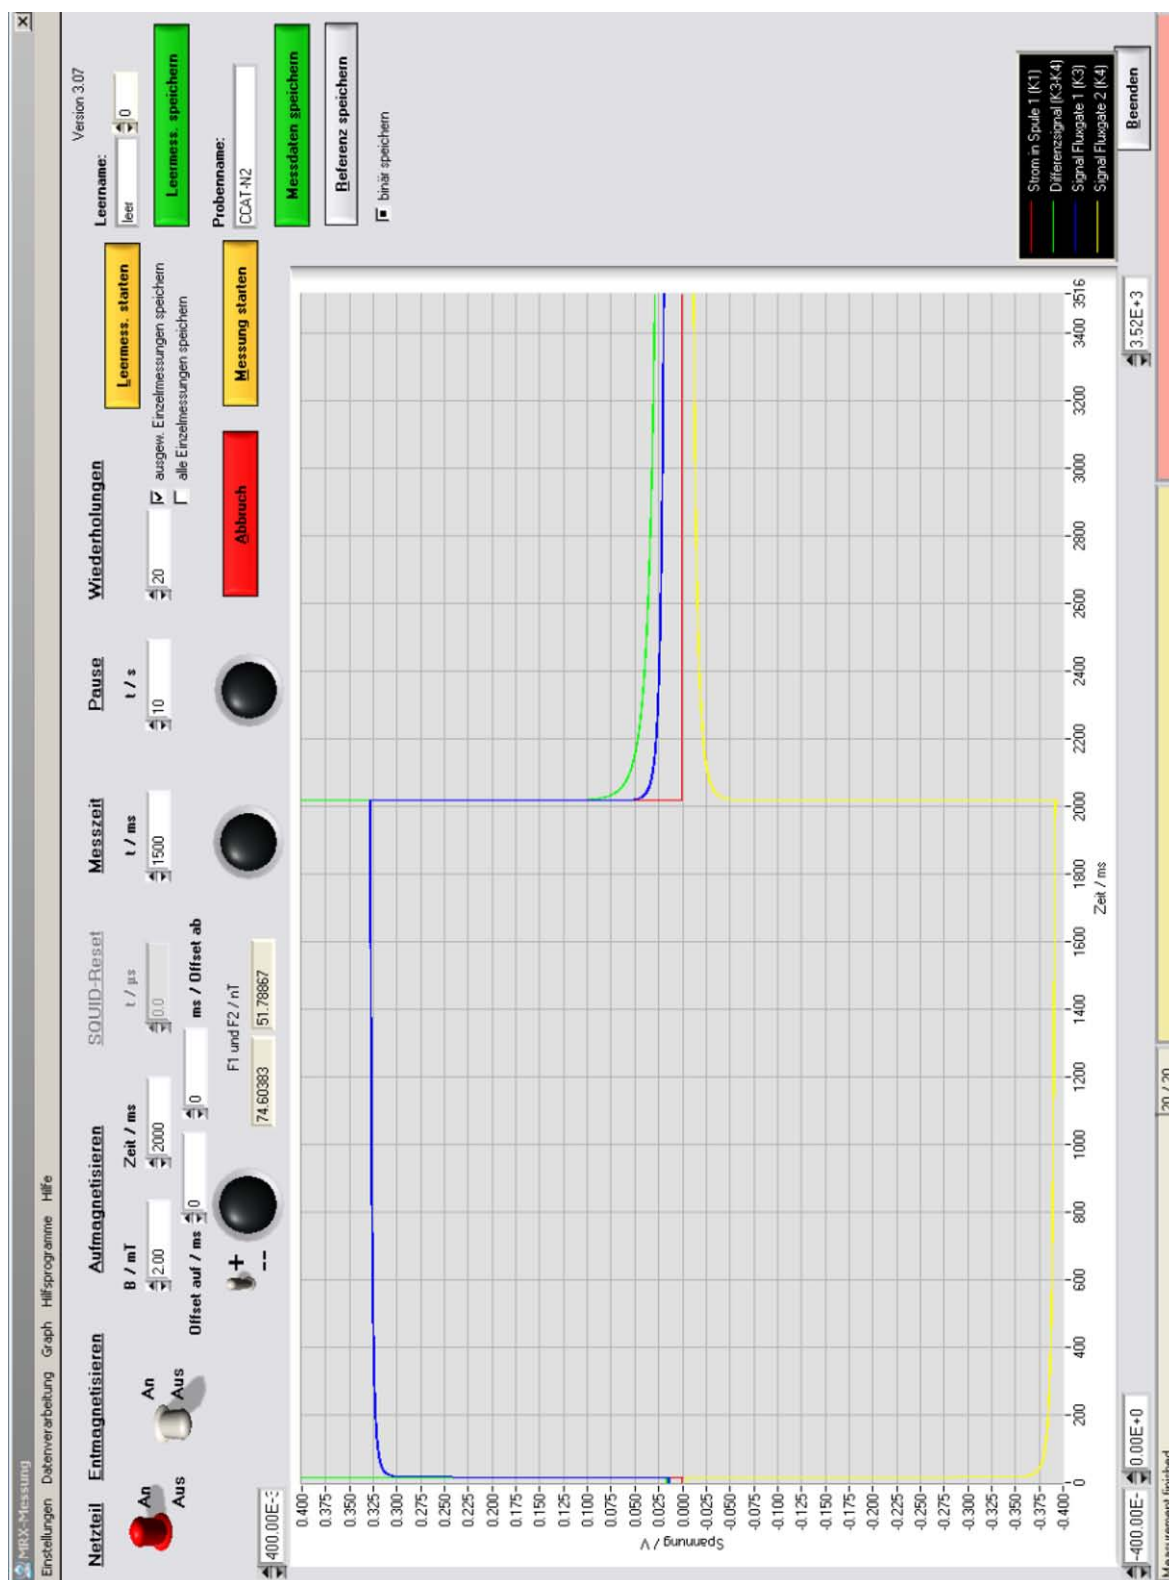 MRX-Messung
Einstellungen Datenverarbeitung Graph Hilfsprogramme Hilfe
Netzteil Entmagnetisieren Aufmagnetisieren SQUID-Reset Messzeit Pause Wiederholungen Version 3.07
An Aus
An Aus
B / mT Zeit / ms t / µs t / ms t / s
2.00 2000 0.0 1500 10 20
Offset auf / ms 0 0 ms / Offset ab
ausgew. Einzelmessungen speichern
alle Einzelmessungen speichern
Leermess. starten
Leername:
leer 0
Leermess. speichern
+
--
F1 und F2 / nT
74.60383 51.78867
Abbruch
Messung starten
Probenname:
CCAT-N2
Messdaten speichern
Referenz speichern
binär speichern
400.00E-3
0.400
0.375
0.350
0.325
0.300
0.275
0.250
0.225
0.200
0.175
0.150
0.125
0.100
0.075
0.050
0.025
0.000
-0.025
-0.050
-0.075
-0.100
-0.125
-0.150
-0.175
-0.200
-0.225
-0.250
-0.275
-0.300
-0.325
-0.350
-0.375
-0.400
Spannung / V
0 200 400 600 800 1000 1200 1400 1600 1800 2000 2200 2400 2600 2800 3000 3200 3400 3516
Zeit / ms
Strom in Spule 1 (K1)
Differenzsignal (K3-K4)
Signal Fluxgate 1 (K3)
Signal Fluxgate 2 (K4)
-400.00E- 0.00E+0 3.52E+3
Beenden
Measurement finished 20 / 20